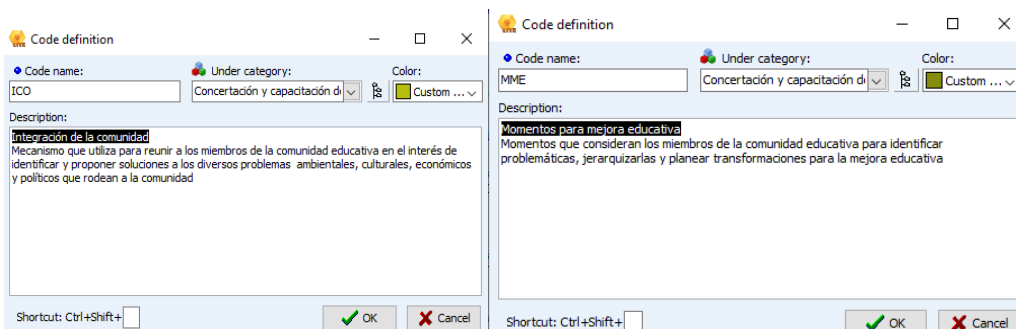 Code definition
Code name:
Under category:
Color:
ICO
Concertación y capacitación d
Custom ...
Description:
Integración de la comunidad
Mecanismo que utiliza para reunir a los miembros de la comunidad educativa en el interés de
identificar y proponer soluciones a los diversos problemas ambientales, culturales, económicos
y políticos que rodean a la comunidad
Shortcut: Ctrl+Shift+
OK
Cancel
Code definition
Code name:
Under category:
Color:
MME
Concertación y capacitación d
Custom ...
Description:
Momentos para mejora educativa
Momentos que consideran los miembros de la comunidad educativa para identificar
problemáticas, jerarquizarlas y planear transformaciones para la mejora educativa
Shortcut: Ctrl+Shift+
OK
Cancel